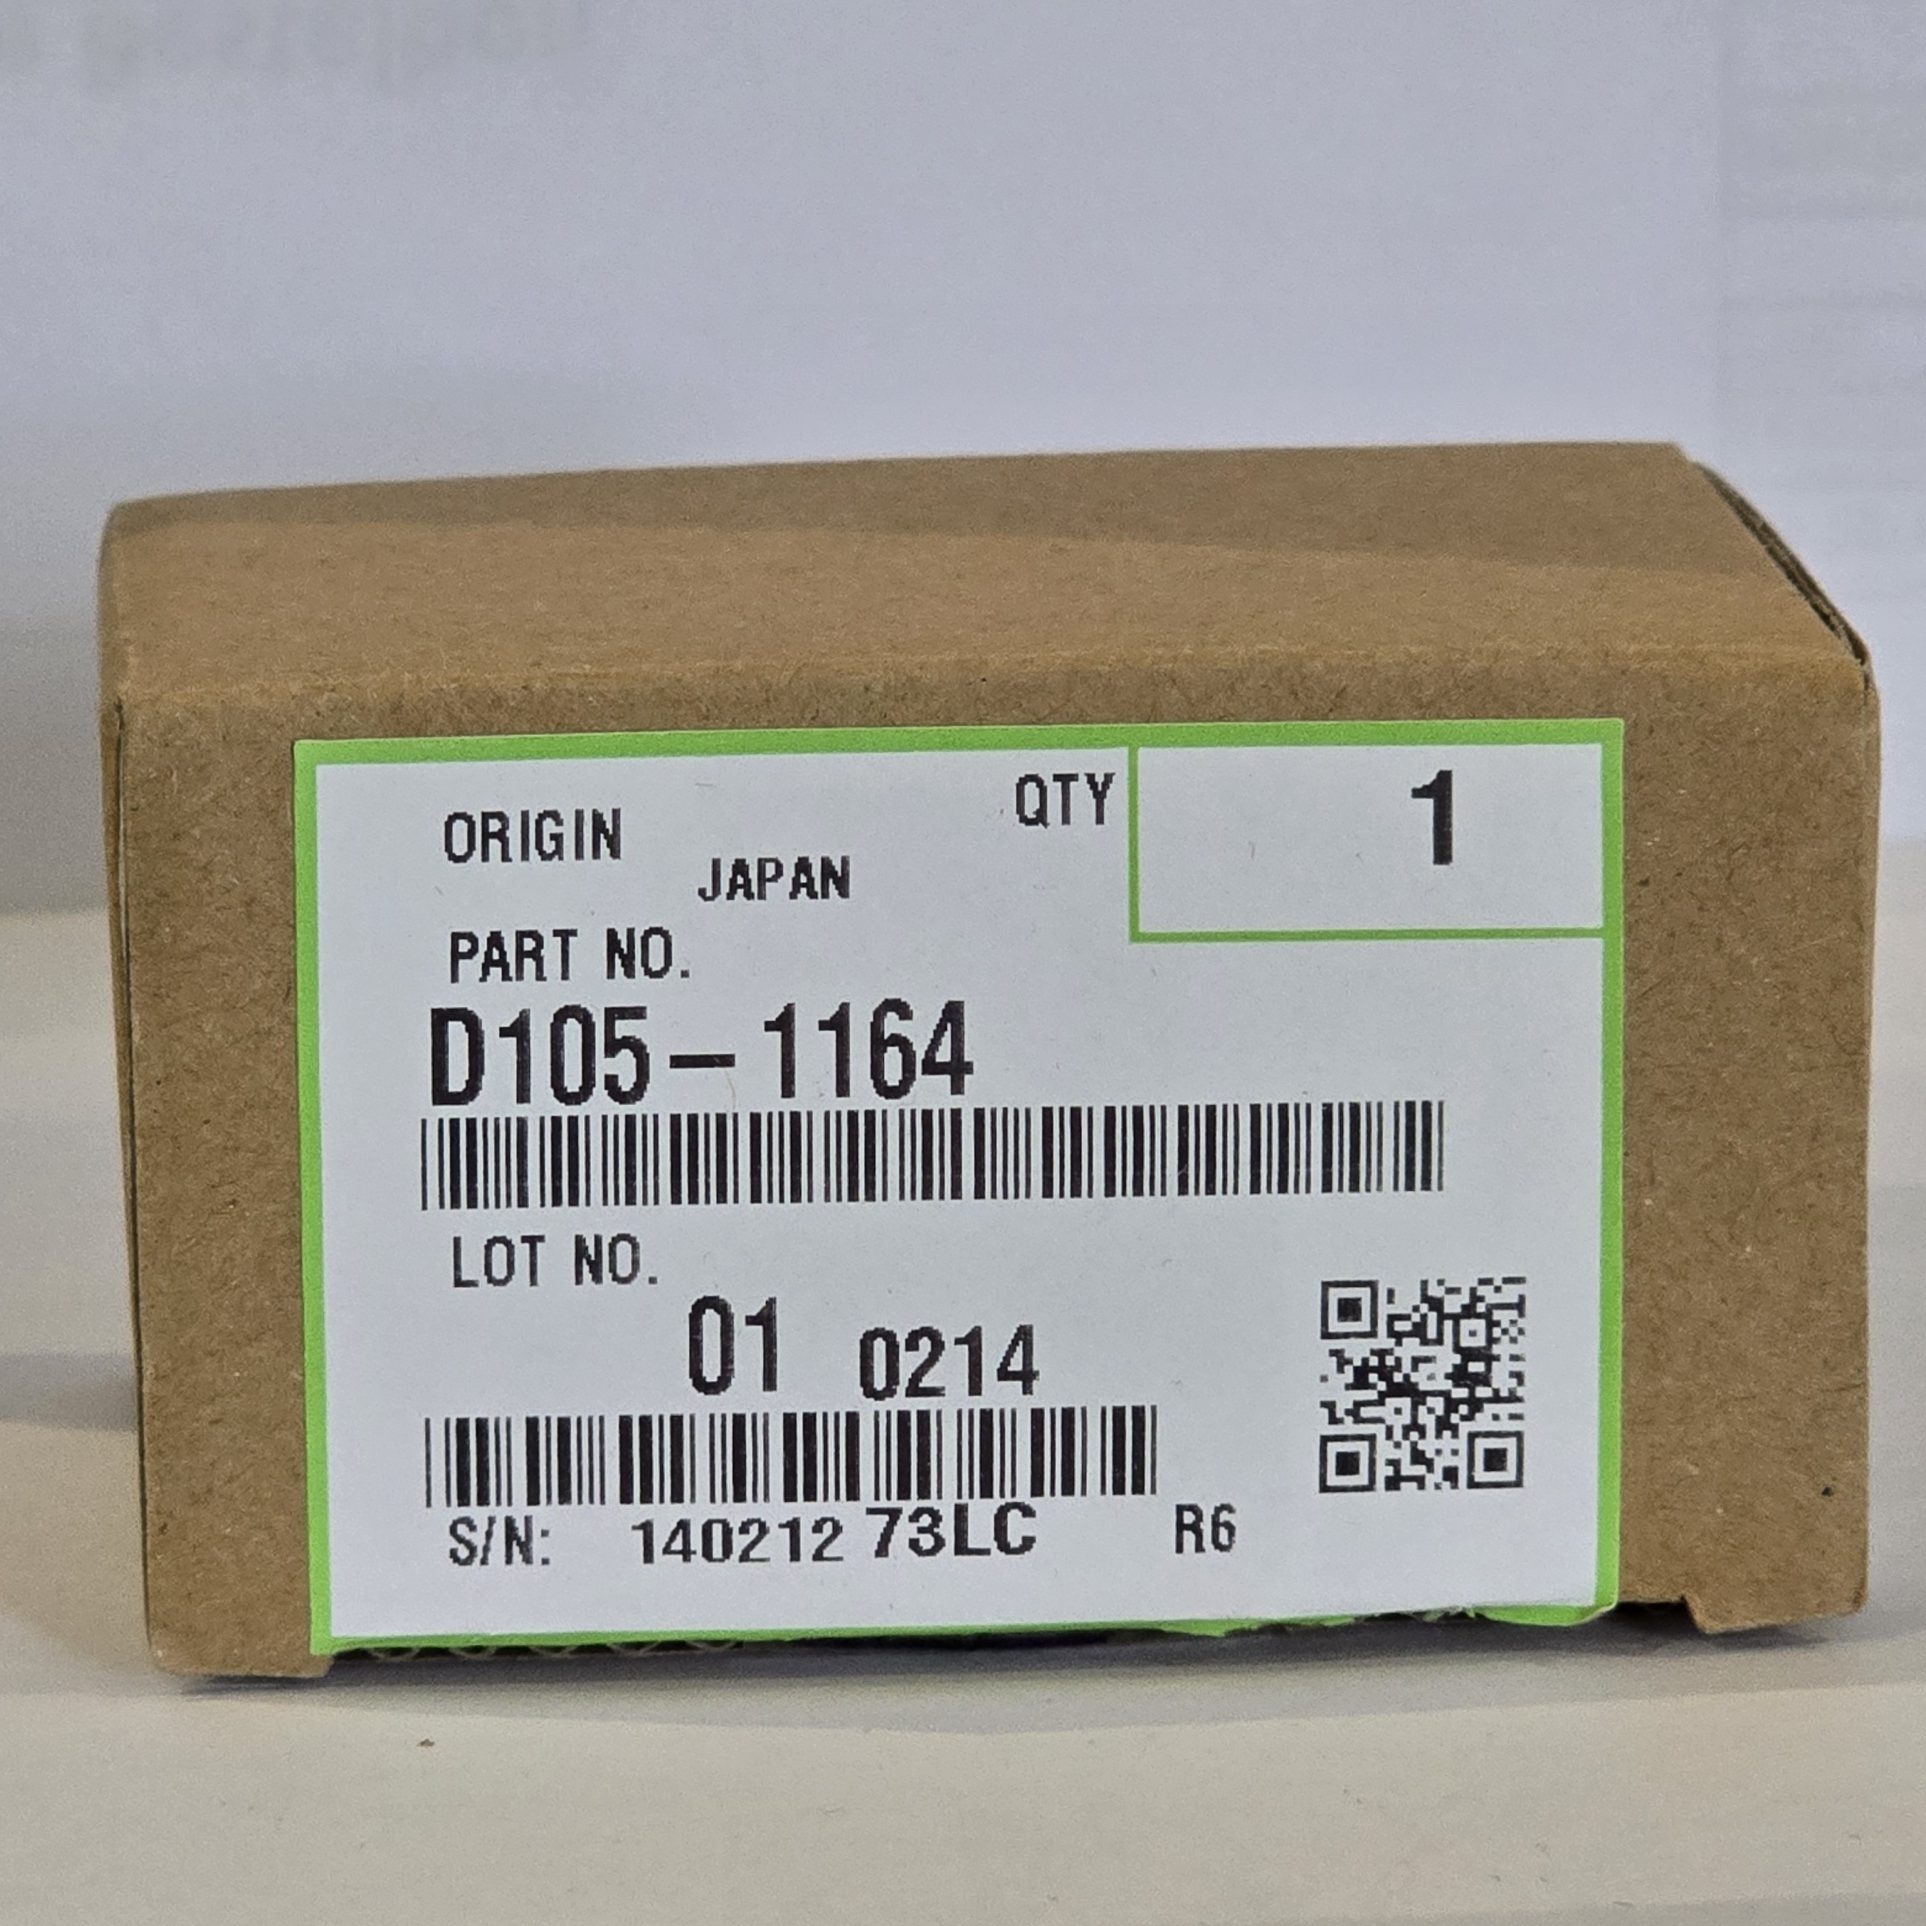 ORIGIN
QTY
1
JAPAN
PART NO.
D105-1164
LOT NO.
01 0214
S/N: 140212 73LC R6